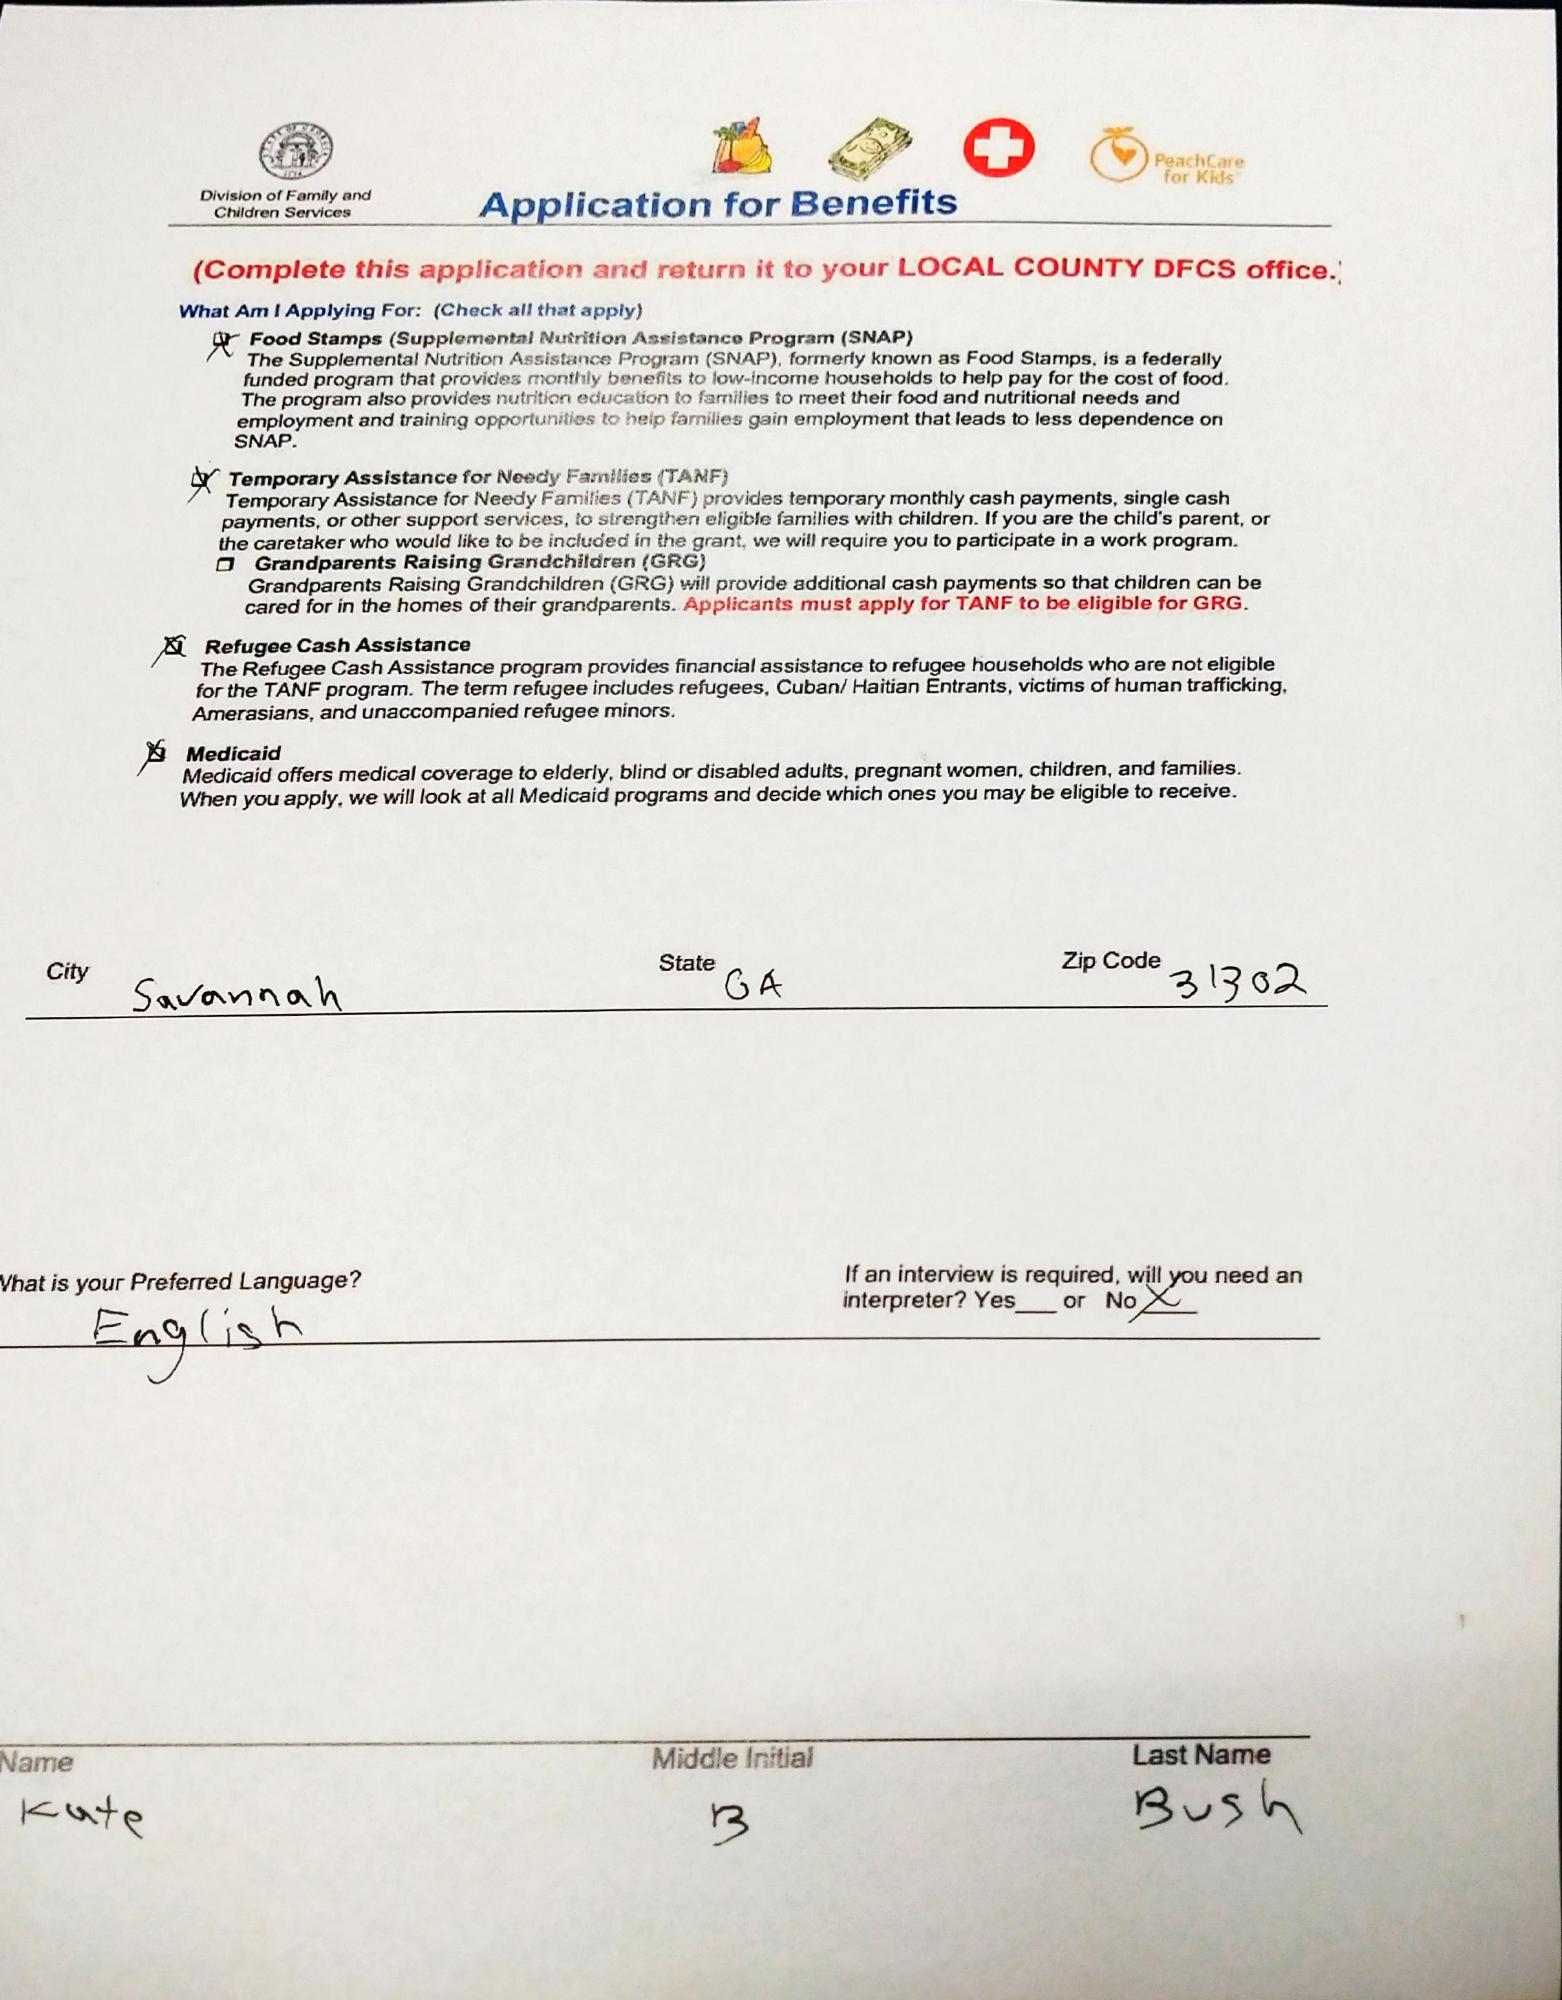 PeachCare
for Kids
Division of Family and
Children Services
Application for Benefits
(Complete this application and return it to your LOCAL COUNTY DFCS office.)
What Am I Applying For: (Check all that apply)
Food Stamps (Supplemental Nutrition Assistance Program (SNAP)
The Supplemental Nutrition Assistance Program (SNAP), formerly known as Food Stamps, is a federally
funded program that provides monthly benefits to low-income households to help pay for the cost of food.
The program also provides nutrition education to families to meet their food and nutritional needs and
employment and training opportunities to help families gain employment that leads to less dependence on
SNAP.
Temporary Assistance for Needy Families (TANF)
Temporary Assistance for Needy Families (TANF) provides temporary monthly cash payments, single cash
payments, or other support services, to strengthen eligible families with children. If you are the child's parent, or
the caretaker who would like to be included in the grant, we will require you to participate in a work program.
Grandparents Raising Grandchildren (GRG)
Grandparents Raising Grandchildren (GRG) will provide additional cash payments so that children can be
cared for in the homes of their grandparents. Applicants must apply for TANF to be eligible for GRG.
Refugee Cash Assistance
The Refugee Cash Assistance program provides financial assistance to refugee households who are not eligible
for the TANF program. The term refugee includes refugees, Cuban/ Haitian Entrants, victims of human trafficking,
Amerasians, and unaccompanied refugee minors.
Medicaid
Medicaid offers medical coverage to elderly, blind or disabled adults, pregnant women, children, and families.
When you apply, we will look at all Medicaid programs and decide which ones you may be eligible to receive.
City Savannah State GA Zip Code 31302
What is your Preferred Language?
English
If an interview is required, will you need an
interpreter? Yes___ or No X
Name Middle Initial Last Name
Kate B Bush